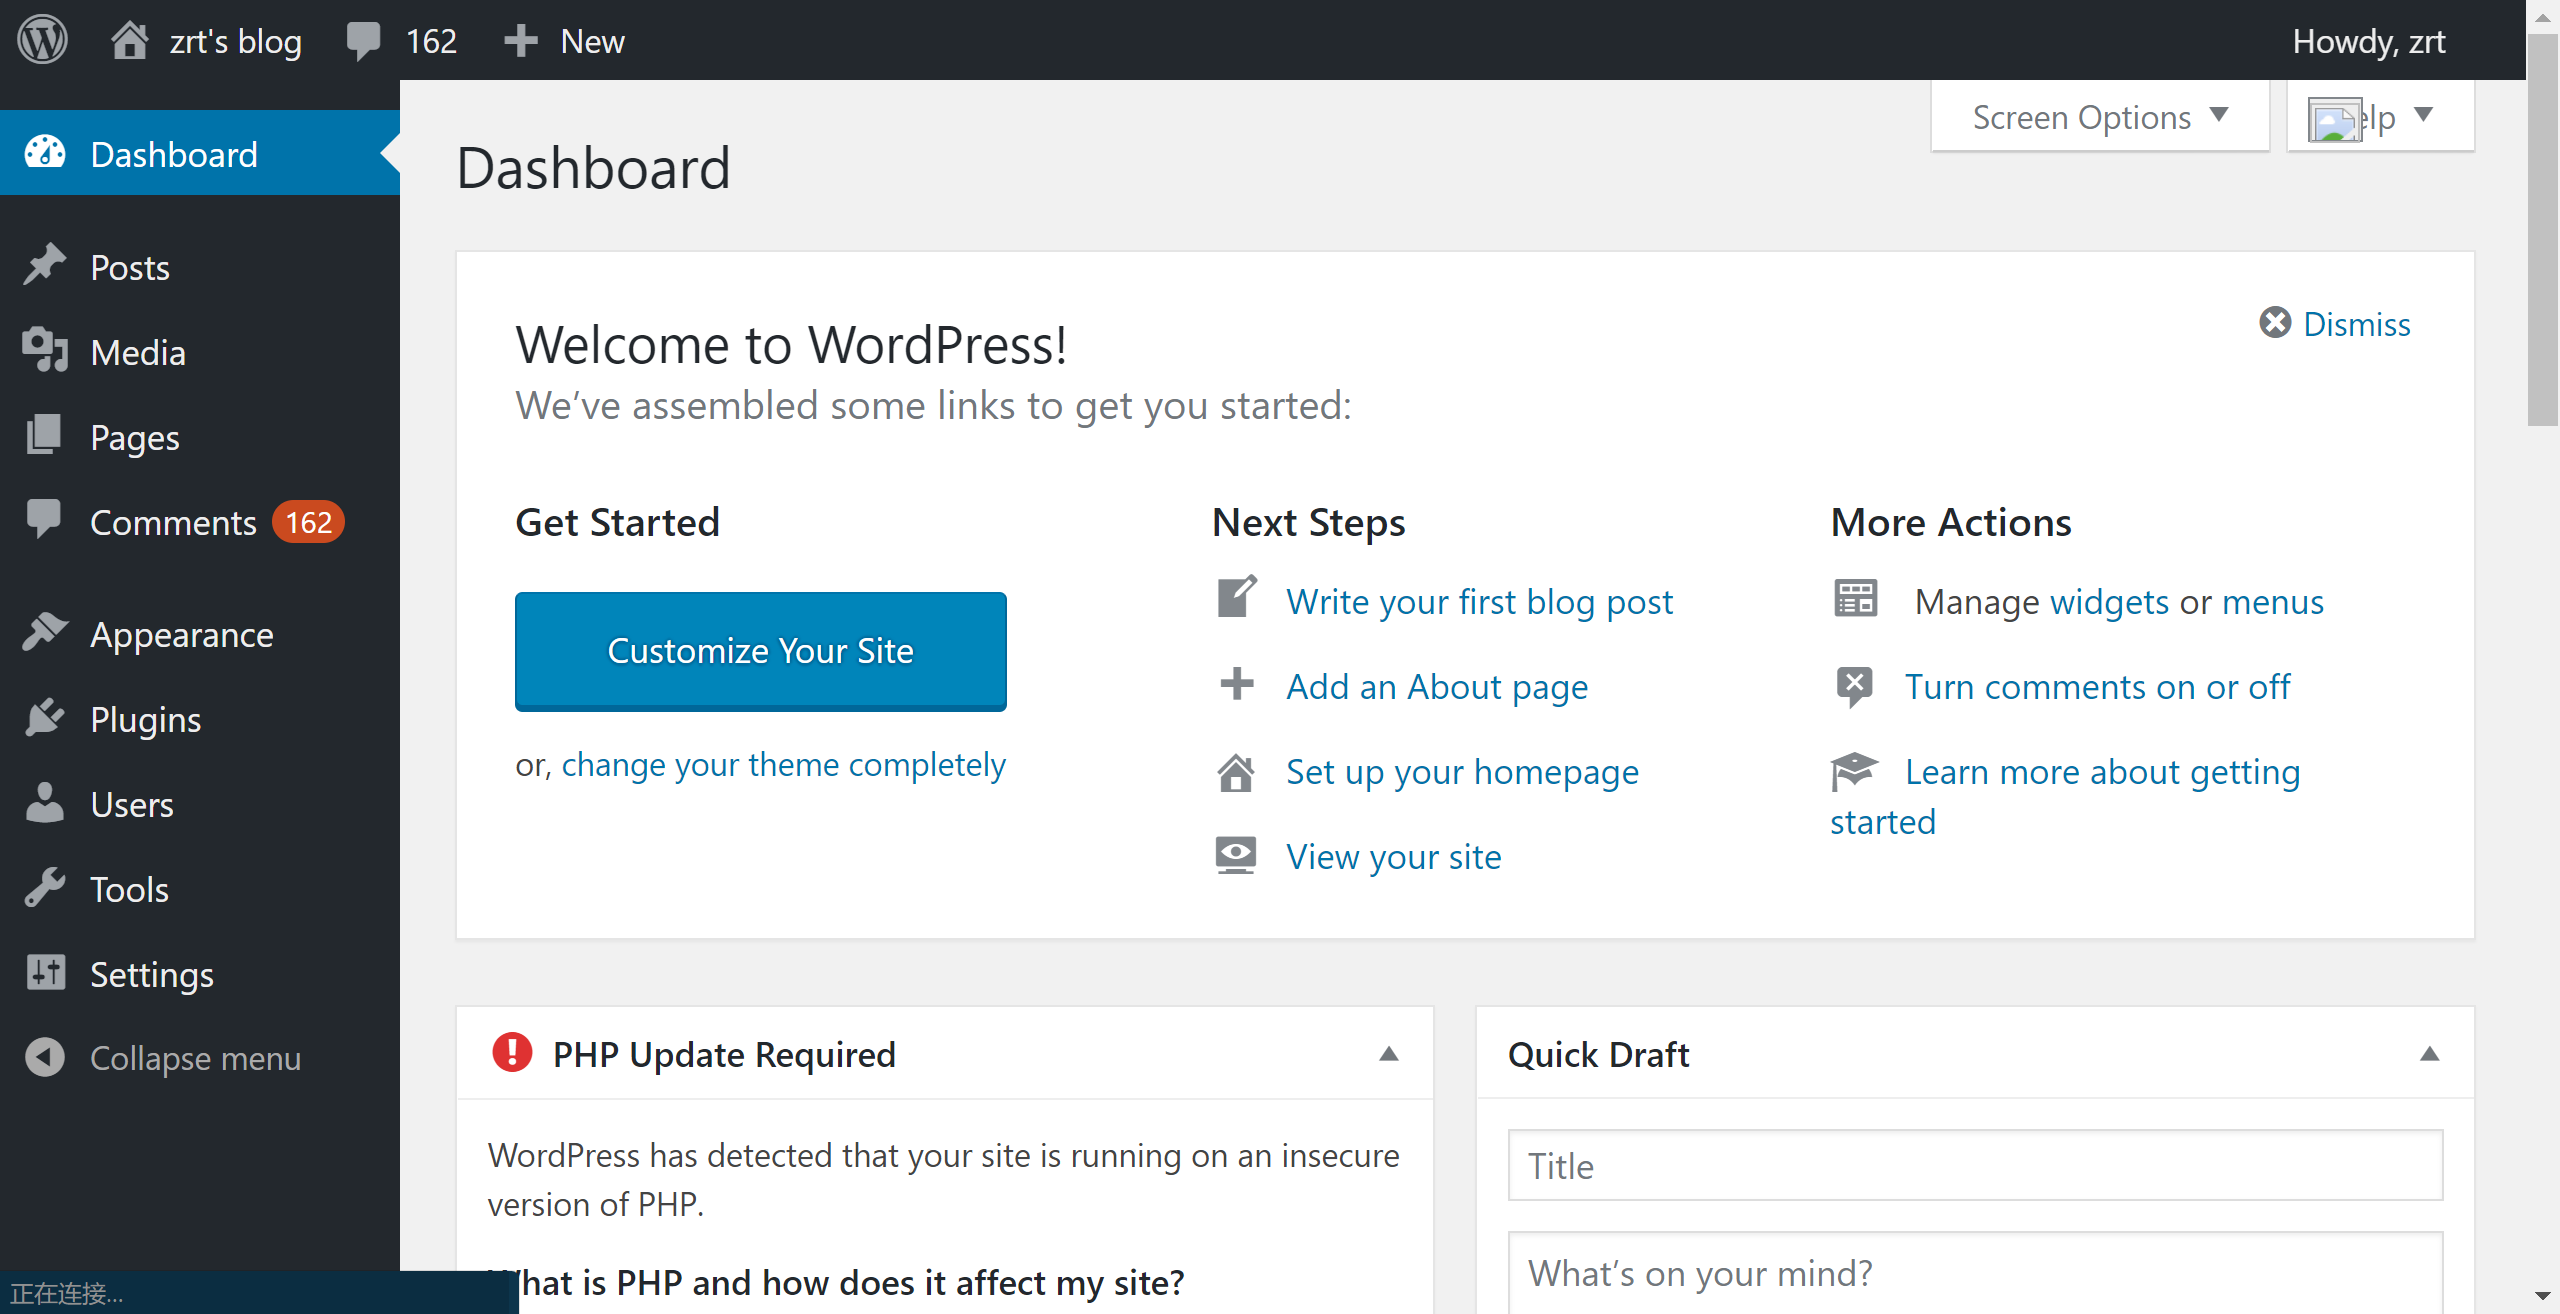 zrt's blog 162 New Howdy, zrt
Screen Options
Dashboard
Dashboard
Posts
Media
Pages
Comments 162
Appearance
Plugins
Users
Tools
Settings
Collapse menu
Welcome to WordPress!
Dismiss
We’ve assembled some links to get you started:
Get Started
Customize Your Site
or, change your theme completely
Next Steps
Write your first blog post
Add an About page
Set up your homepage
View your site
More Actions
Manage widgets or menus
Turn comments on or off
Learn more about getting
started
PHP Update Required
WordPress has detected that your site is running on an insecure
version of PHP.
is PHP and how does it affect my site?
Quick Draft
Title
What’s on your mind?
正在连接...